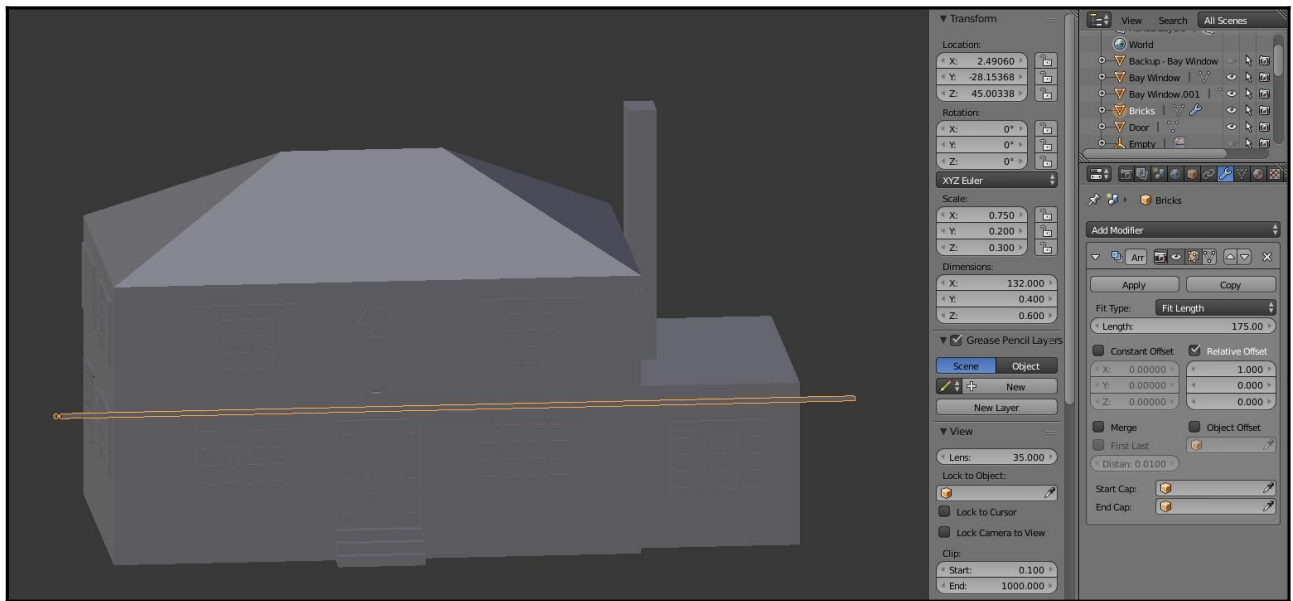 Transform
Location:
X: 2.49060
Y: -28.15368
Z: 45.00338
Rotation:
X: 0°
Y: 0°
Z: 0°
XYZ Euler
Scale:
X: 0.750
Y: 0.200
Z: 0.300
Dimensions:
X: 132.000
Y: 0.400
Z: 0.600
Grease Pencil Layers
Scene Object
New
New Layer
View
Lens: 35.000
Lock to Object:
Lock to Cursor
Lock Camera to View
Clip:
Start: 0.100
End: 1000.000
View Search All Scenes
World
Backup - Bay Window
Bay Window
Bay Window.001
Bricks
Door
Empty
Bricks
Add Modifier
Arr
Apply Copy
Fit Type: Fit Length
Length: 175.00
Constant Offset Relative Offset
X: 0.00000 1.000
Y: 0.00000 0.000
Z: 0.00000 0.000
Merge Object Offset
First Last
Distan: 0.0100
Start Cap:
End Cap: